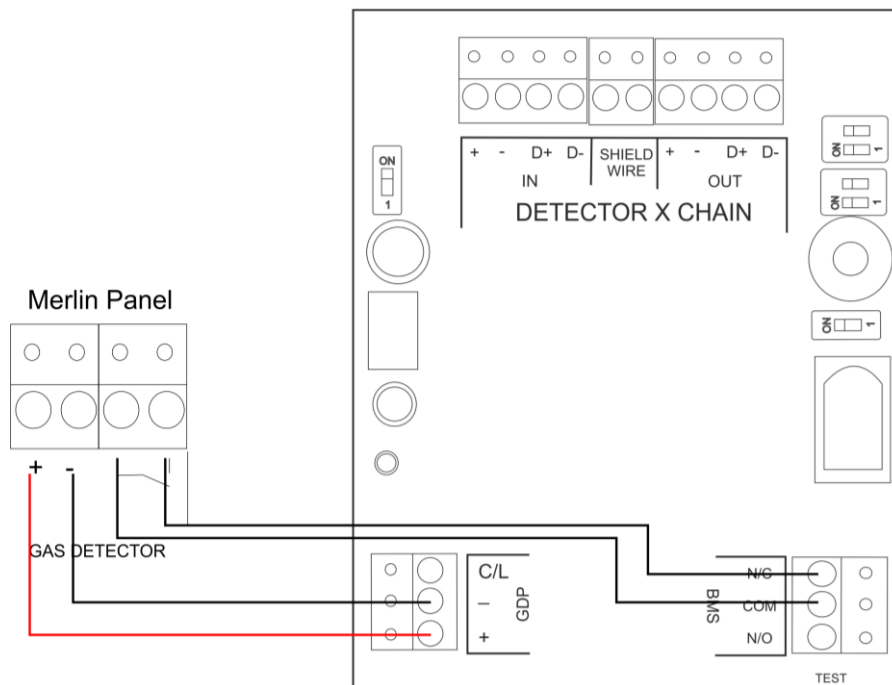 + - D+ D- SHIELD + - D+ D-
WIRE
IN OUT
DETECTOR X CHAIN
ON
1
ON 1
ON 1
ON 1
Merlin Panel
+ -
GAS DETECTOR
C/L
–
+
GDP
BMS
N/C
COM
N/O
TEST